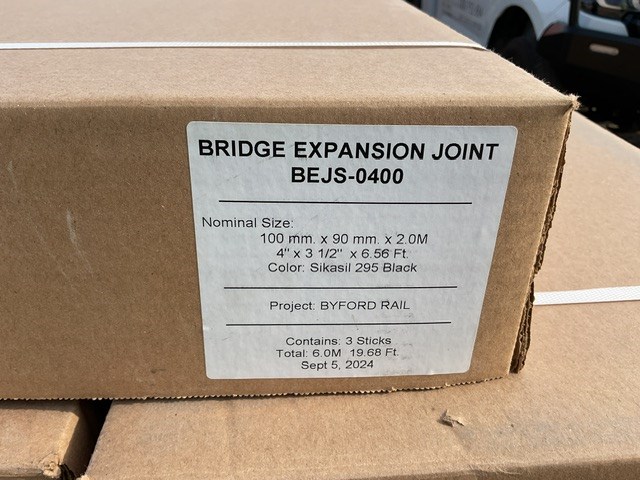 BRIDGE EXPANSION JOINT
BEJS-0400
Nominal Size:
100 mm. x 90 mm. x 2.0M
4" x 3 1/2" x 6.56 Ft.
Color: Sikasil 295 Black
Project: BYFORD RAIL
Contains: 3 Sticks
Total: 6.0M 19.68 Ft.
Sept 5, 2024